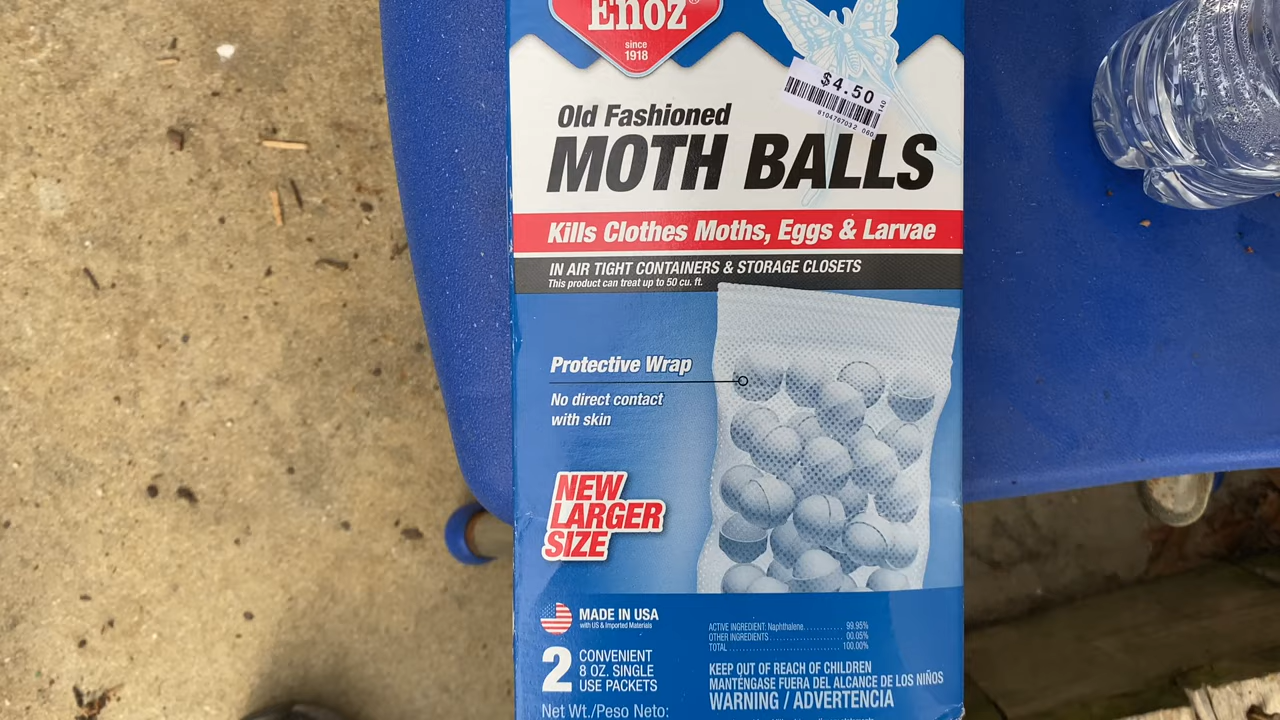 Enoz®
since
1918
$4.50
Old Fashioned
MOTH BALLS
Kills Clothes Moths, Eggs & Larvae
IN AIR TIGHT CONTAINERS & STORAGE CLOSETS
This product can treat up to 50 cu. ft.
Protective Wrap
No direct contact
with skin
NEW
LARGER
SIZE
MADE IN USA
with US & Imported Materials
2 CONVENIENT
8 OZ. SINGLE
USE PACKETS
Net Wt./Peso Neto:
ACTIVE INGREDIENT: Naphthalene........... 99.95%
OTHER INGREDIENTS...................... 00.05%
TOTAL................................. 100.00%
KEEP OUT OF REACH OF CHILDREN
MANTÉNGASE FUERA DEL ALCANCE DE LOS NIÑOS
WARNING / ADVERTENCIA